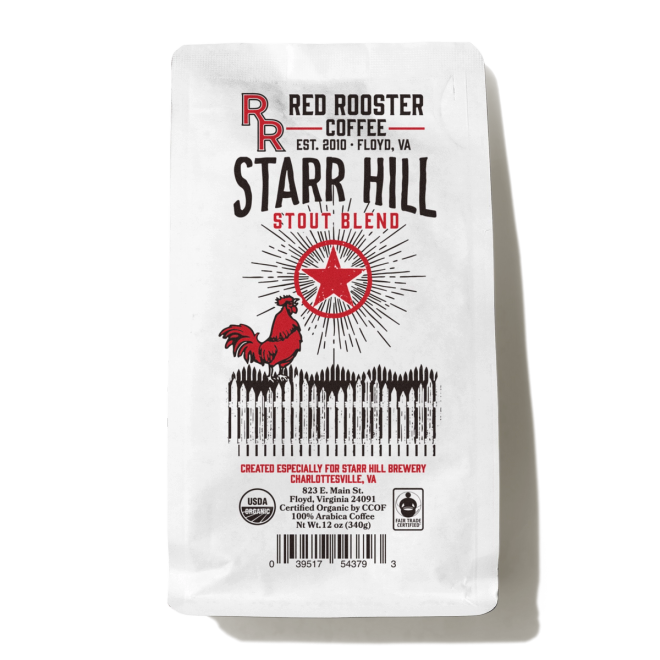 RR
RED ROOSTER
COFFEE
EST. 2010 · FLOYD, VA
STARR HILL
STOUT BLEND
CREATED ESPECIALLY FOR STARR HILL BREWERY
CHARLOTTESVILLE, VA
823 E. Main St.
Floyd, Virginia 24091
Certified Organic by CCOF
100% Arabica Coffee
Nt Wt. 12 oz (340g)
USDA
ORGANIC
FAIR TRADE
CERTIFIED
0 39517 54379 3